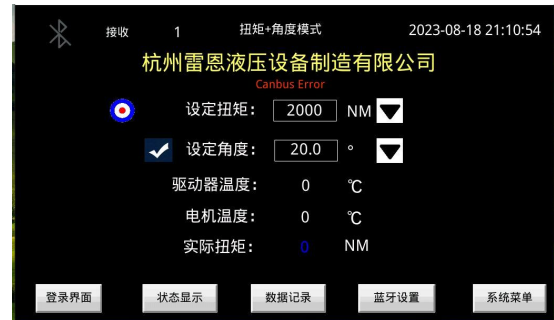 接收 1 扭矩+角度模式 2023-08-18 21:10:54
杭州雷恩液压设备制造有限公司
Canbus Error
设定扭矩: 2000 NM
设定角度: 20.0 °
驱动器温度: 0 ℃
电机温度: 0 ℃
实际扭矩: 0 NM
登录界面 状态显示 数据记录 蓝牙设置 系统菜单